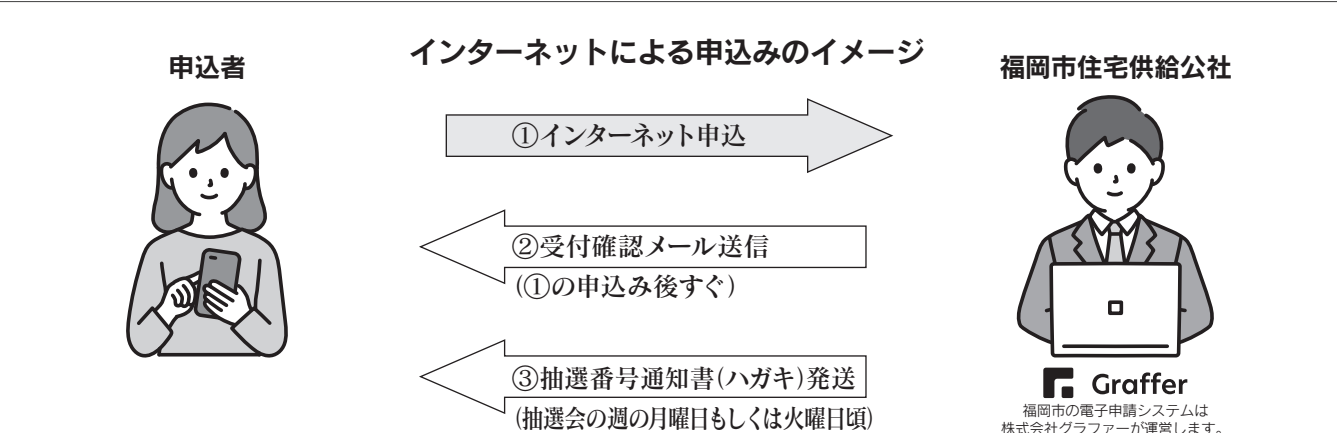 インターネットによる申込みのイメージ
申込者
福岡市住宅供給公社
①インターネット申込
②受付確認メール送信
(①の申込み後すぐ)
③抽選番号通知書(ハガキ)発送
(抽選会の週の月曜日もしくは火曜日頃)
Graffer
福岡市の電子申請システムは
株式会社グラファーが運営します。